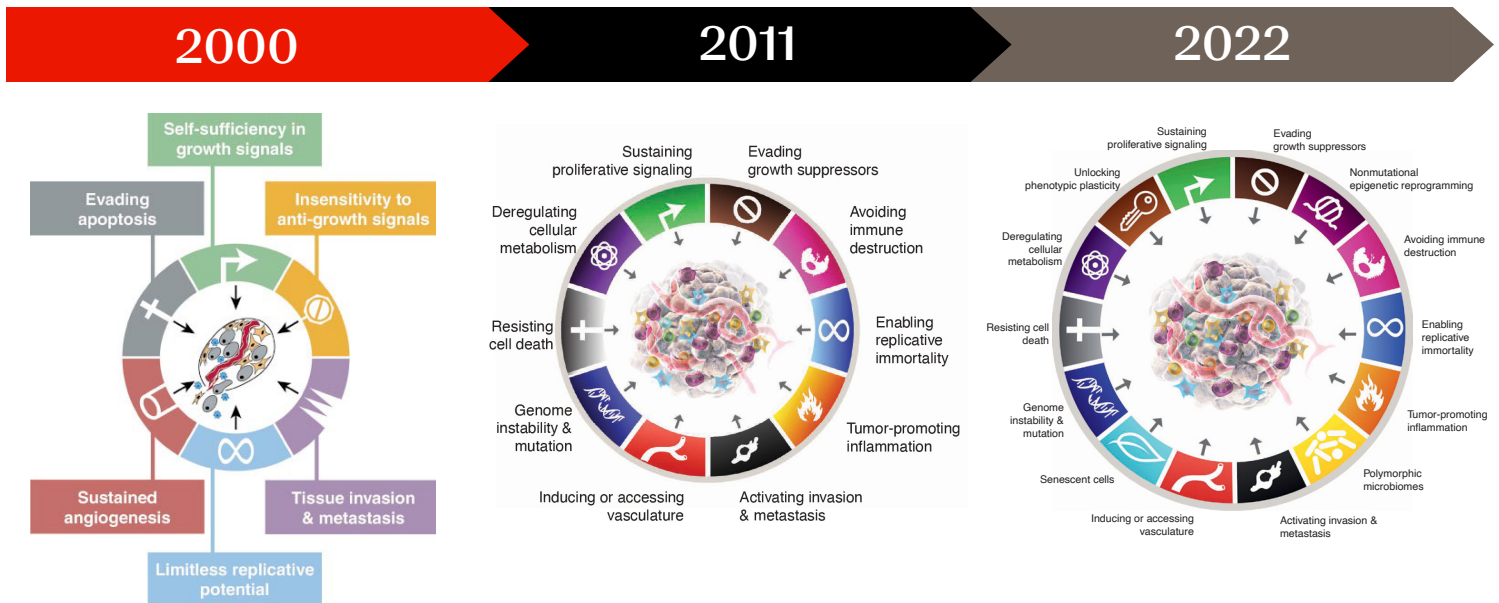 2000
2011
2022
Self-sufficiency in
growth signals
Evading
apoptosis
Insensitivity to
anti-growth signals
Sustained
angiogenesis
Tissue invasion
& metastasis
Limitless replicative
potential
Sustaining
proliferative signaling
Evading
growth suppressors
Deregulating
cellular
metabolism
Avoiding
immune
destruction
Resisting
cell death
Enabling
replicative
immortality
Genome
instability &
mutation
Tumor-promoting
inflammation
Inducing or accessing
vasculature
Activating invasion
& metastasis
Sustaining
proliferative signaling
Evading
growth suppressors
Unlocking
phenotypic plasticity
Nonmutational
epigenetic reprogramming
Deregulating
cellular
metabolism
Avoiding immune
destruction
Resisting cell
death
Enabling
replicative
immortality
Genome
instability &
mutation
Tumor-promoting
inflammation
Senescent cells
Polymorphic
microbiomes
Inducing or accessing
vasculature
Activating invasion &
metastasis